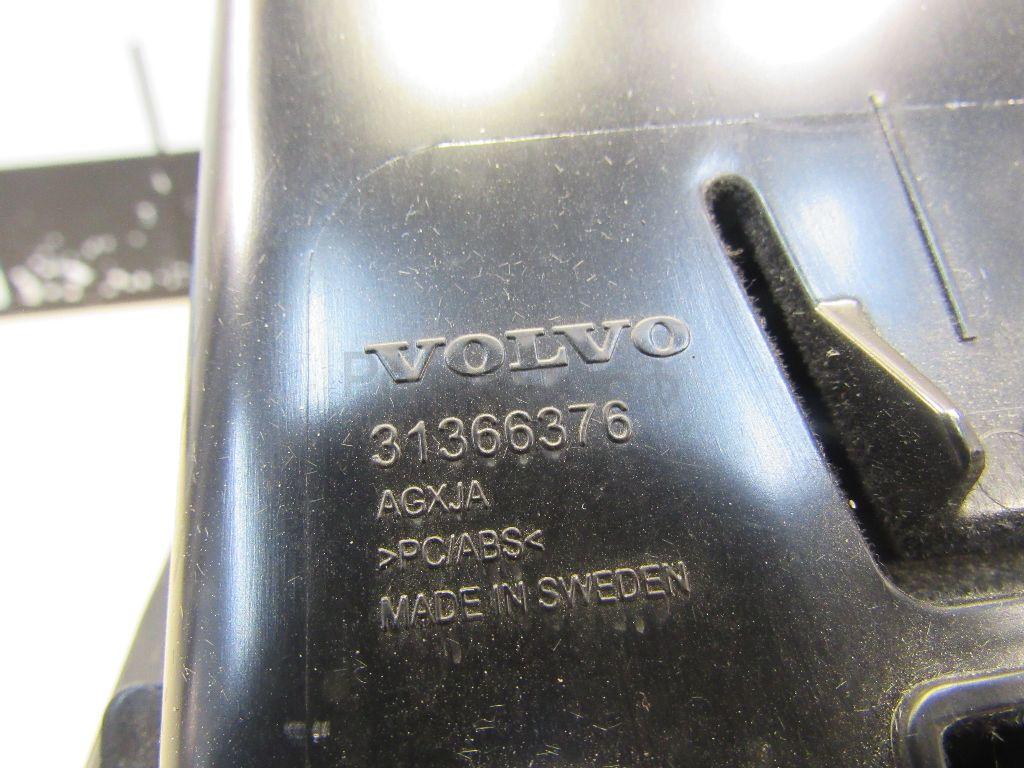 VOLVO
31366376
AGXJA
>PC/ABS<
MADE IN SWEDEN